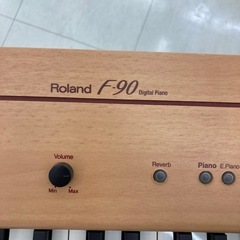 Roland F-90 Digital Piano
Volume
Min Max
Reverb
Piano E.Piano